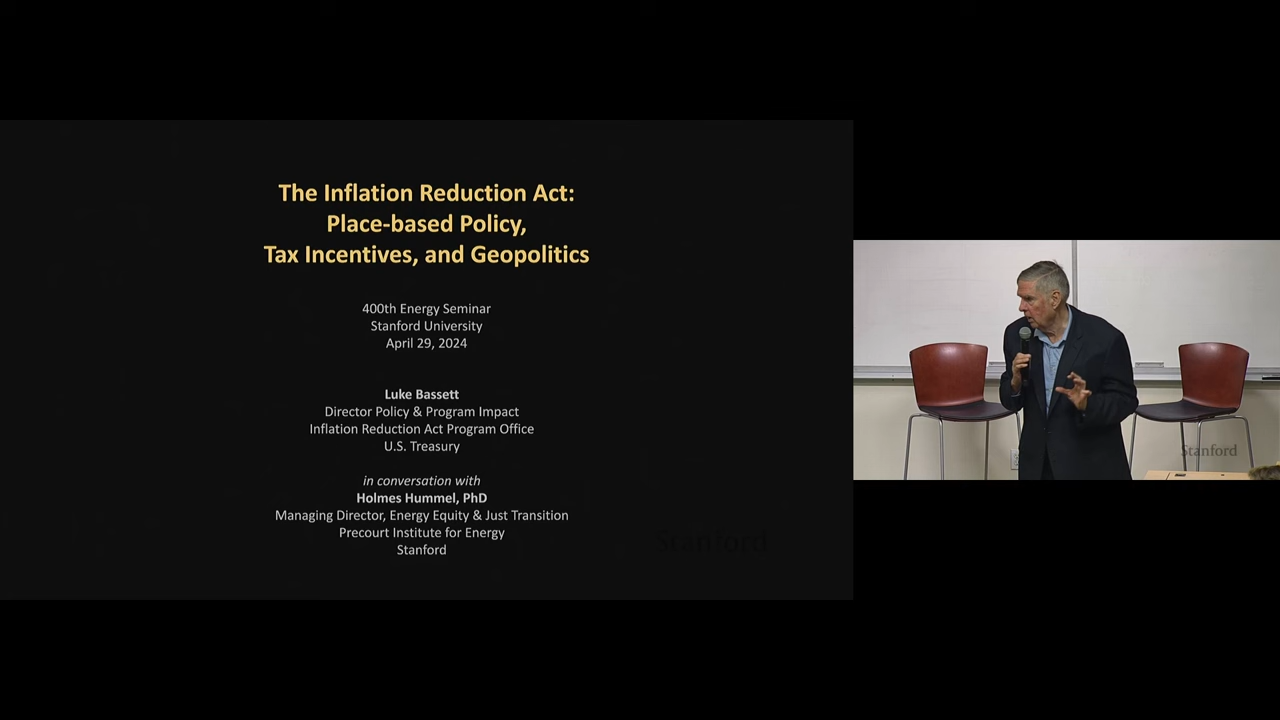 The Inflation Reduction Act:
Place-based Policy,
Tax Incentives, and Geopolitics
400th Energy Seminar
Stanford University
April 29, 2024
Luke Bassett
Director Policy & Program Impact
Inflation Reduction Act Program Office
U.S. Treasury
in conversation with
Holmes Hummel, PhD
Managing Director, Energy Equity & Just Transition
Precourt Institute for Energy
Stanford
Stanford
Stanford